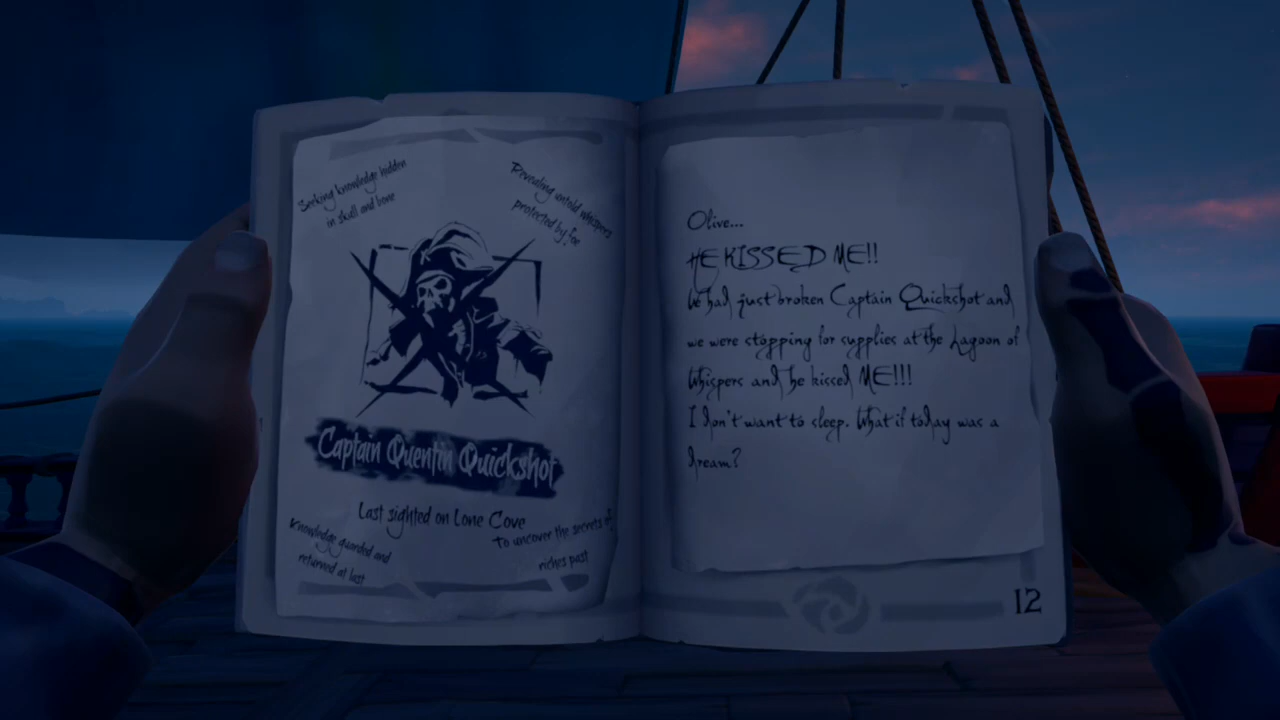 Seeking knowledge hidden
in skull and bone
Revealing untold whispers
protected by foe
K
Captain Quentin Quickshot
Last sighted on Lone Cove
Knowledge guarded and
returned at last
To uncover the secrets of
riches past
Olive...
HE KISSED ME!!
We had just broken Captain Quickshot and
we were stopping for supplies at the Lagoon of
Whispers and he kissed ME!!!
I don't want to sleep. What if today was a
dream?
12